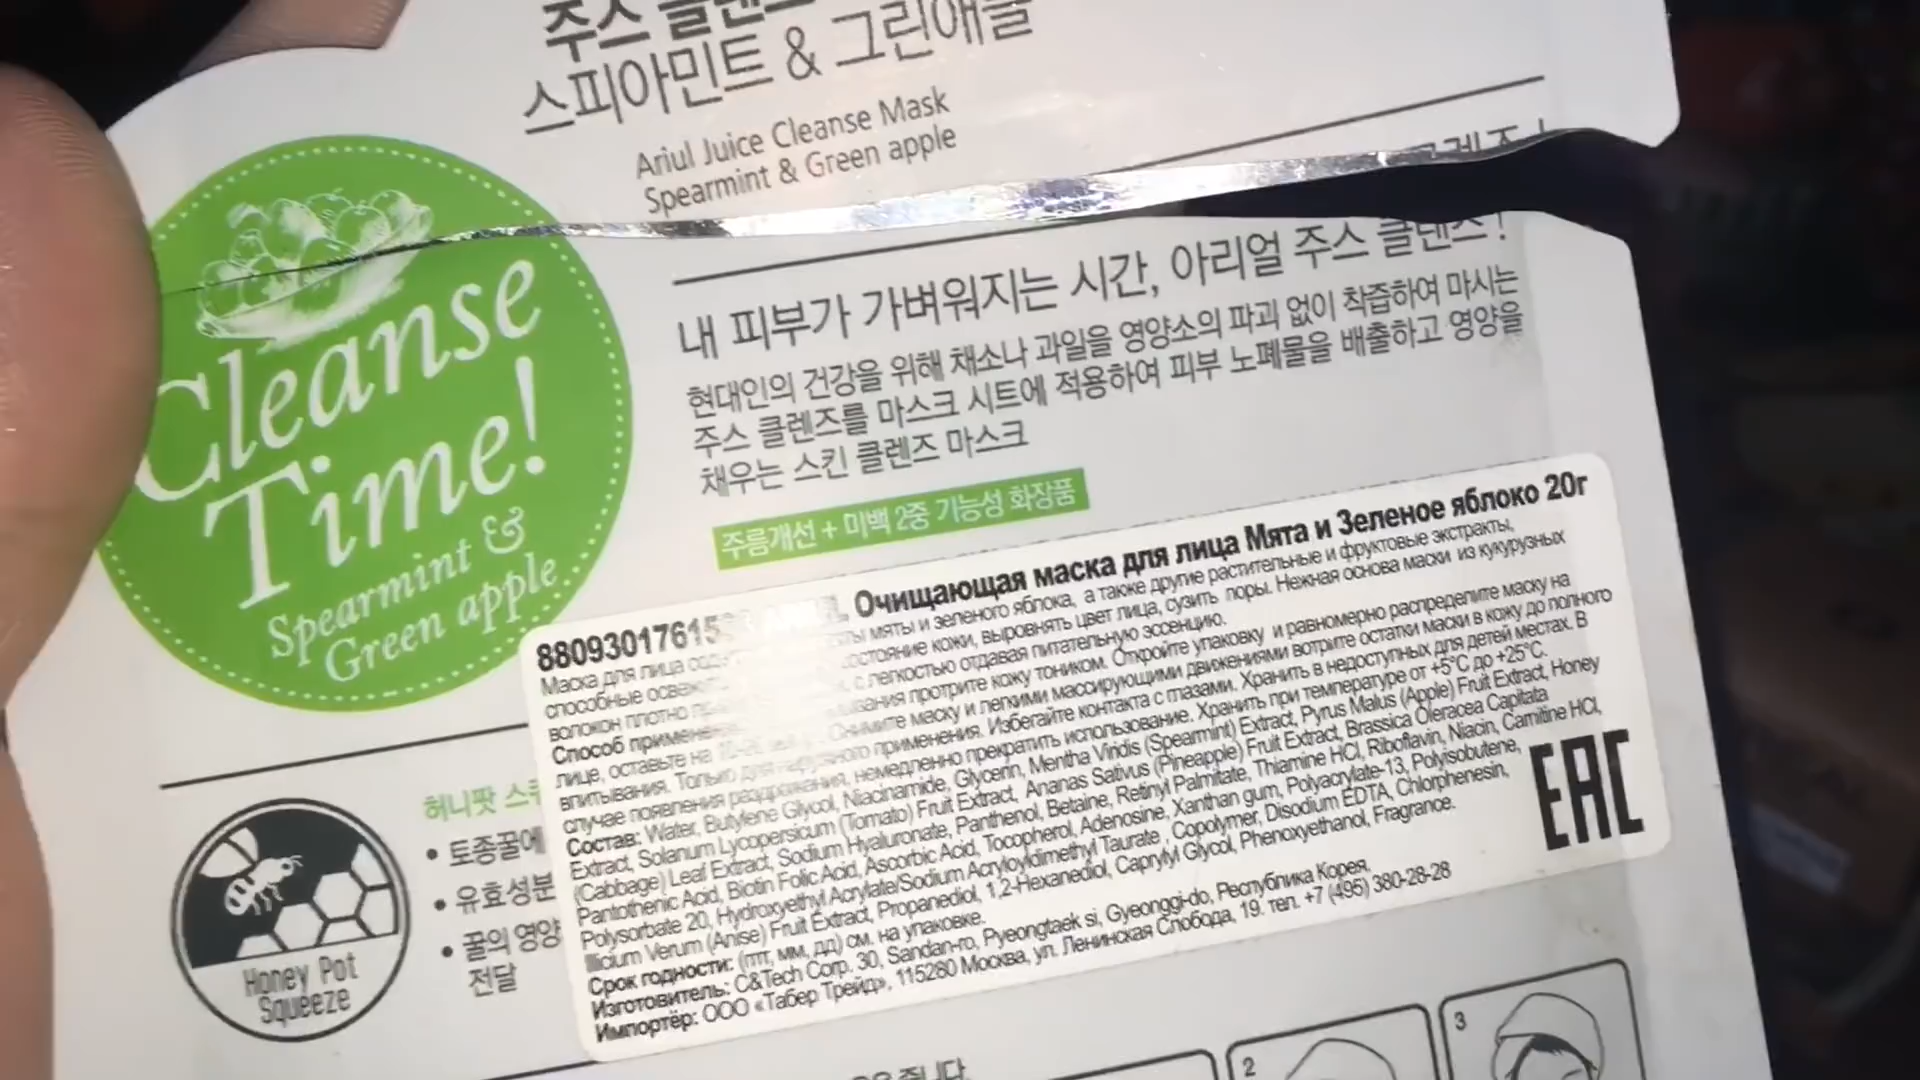 주스 클렌즈
스피아민트 & 그린애플
Ariul Juice Cleanse Mask
Spearmint & Green apple
Cleanse
Time!
Spearmint &
Green apple
내 피부가 가벼워지는 시간, 아리얼 주스 클렌즈!
현대인의 건강을 위해 채소나 과일을 영양소의 파괴 없이 착즙하여 마시는
주스 클렌즈를 마스크 시트에 적용하여 피부 노폐물을 배출하고 영양을
채우는 스킨 클렌즈 마스크
주름개선 + 미백 2중 기능성 화장품
88093017615 Очищающая маска для лица Мята и Зеленое яблоко 20г
Маска для лица мяты и зеленого яблока, а также другие растительные и фруктовые экстракты,
способные состояние кожи, выровнять цвет лица, сузить поры. Нежная основа маски из кукурузных
волокон плотно с легкостью отдавая питательную эссенцию.
Способ протрите кожу тоником. Откройте упаковку и равномерно распределите маску на
лице, оставьте на Снимите маску и легкими массирующими движениями вотрите остатки маски в кожу до полного
впитывания. Только для применения. Избегайте контакта с глазами. Хранить в недоступных для детей местах. В
случае появления раздражения, немедленно прекратить использование. Хранить при температуре от +5°C до +25°C.
Состав: Water, Butylene Glycol, Niacinamide, Glycerin, Mentha Viridis (Spearmint) Extract, Pyrus Malus (Apple) Fruit Extract, Honey
Extract, Solanum Lycopersicum (Tomato) Fruit Extract, Ananas Sativus (Pineapple) Fruit Extract, Brassica Oleracea Capitata
(Cabbage) Leaf Extract, Sodium Hyaluronate, Panthenol, Betaine, Retinyl Palmitate, Thiamine HCl, Riboflavin, Niacin, Carnitine HCl,
Pantothenic Acid, Biotin Folic Acid, Ascorbic Acid, Tocopherol, Adenosine, Xanthan gum, Polyacrylate-13, Polyisobutene,
Polysorbate 20, Hydroxyethyl Acrylate/Sodium Acryloyldimethyl Taurate, Copolymer, Disodium EDTA, Chlorphenesin,
Illicium Verum (Anise) Fruit Extract, Propanediol, 1,2-Hexanediol, Caprylyl Glycol, Phenoxyethanol, Fragrance.
Срок годности: (гггг, мм, дд) см. на упаковке.
Изготовитель: C&Tech Corp. 30, Sandan-ro, Pyeongtaek si, Gyeonggi-do, Республика Корея.
Импортёр: ООО «Табер Трейд», 115280 Москва, ул. Ленинская Слобода, 19. тел. +7 (495) 380-28-28
EAC
허니팟 스퀴
• 토종꿀에
• 유효성분
• 꿀의 영양
전달
Honey Pot
Squeeze
2
3